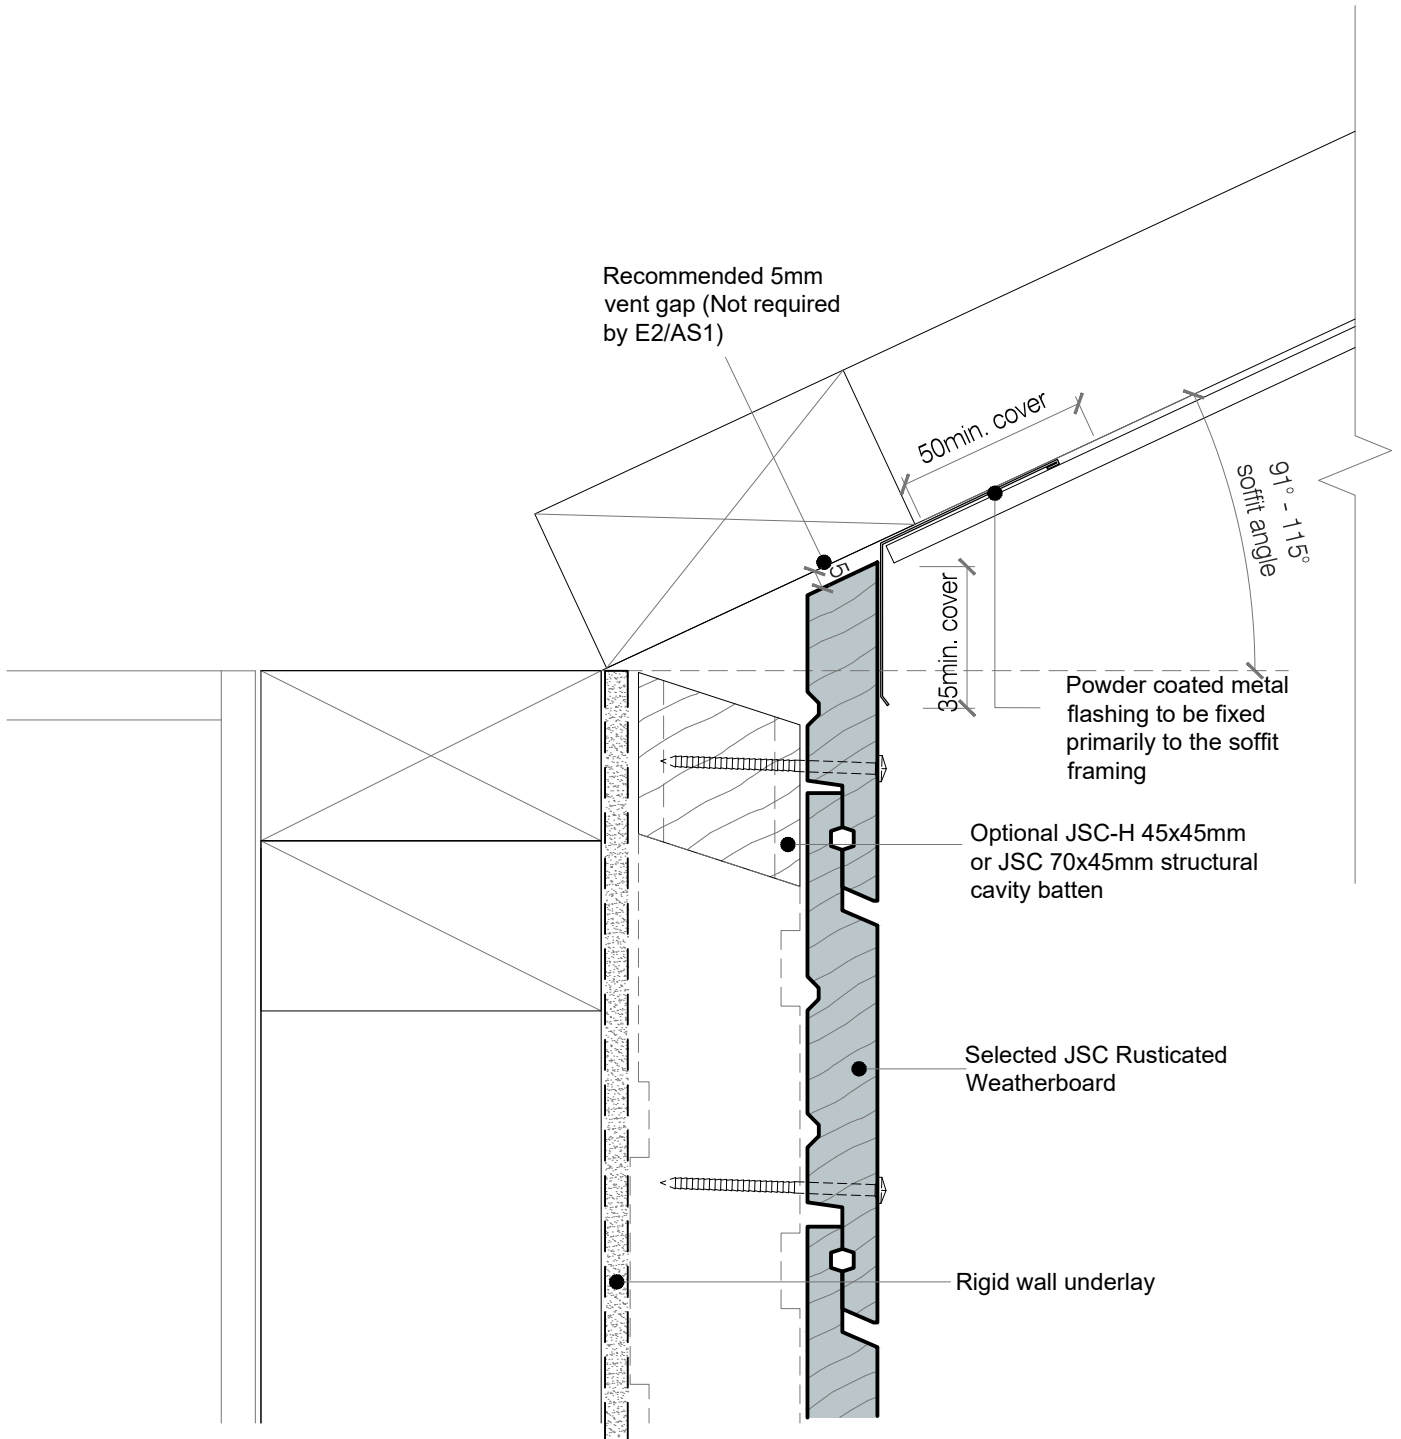 Recommended 5mm
vent gap (Not required
by E2/AS1)
50min. cover
91° - 115°
soffit angle
5
35min. cover
Powder coated metal
flashing to be fixed
primarily to the soffit
framing
Optional JSC-H 45x45mm
or JSC 70x45mm structural
cavity batten
Selected JSC Rusticated
Weatherboard
Rigid wall underlay